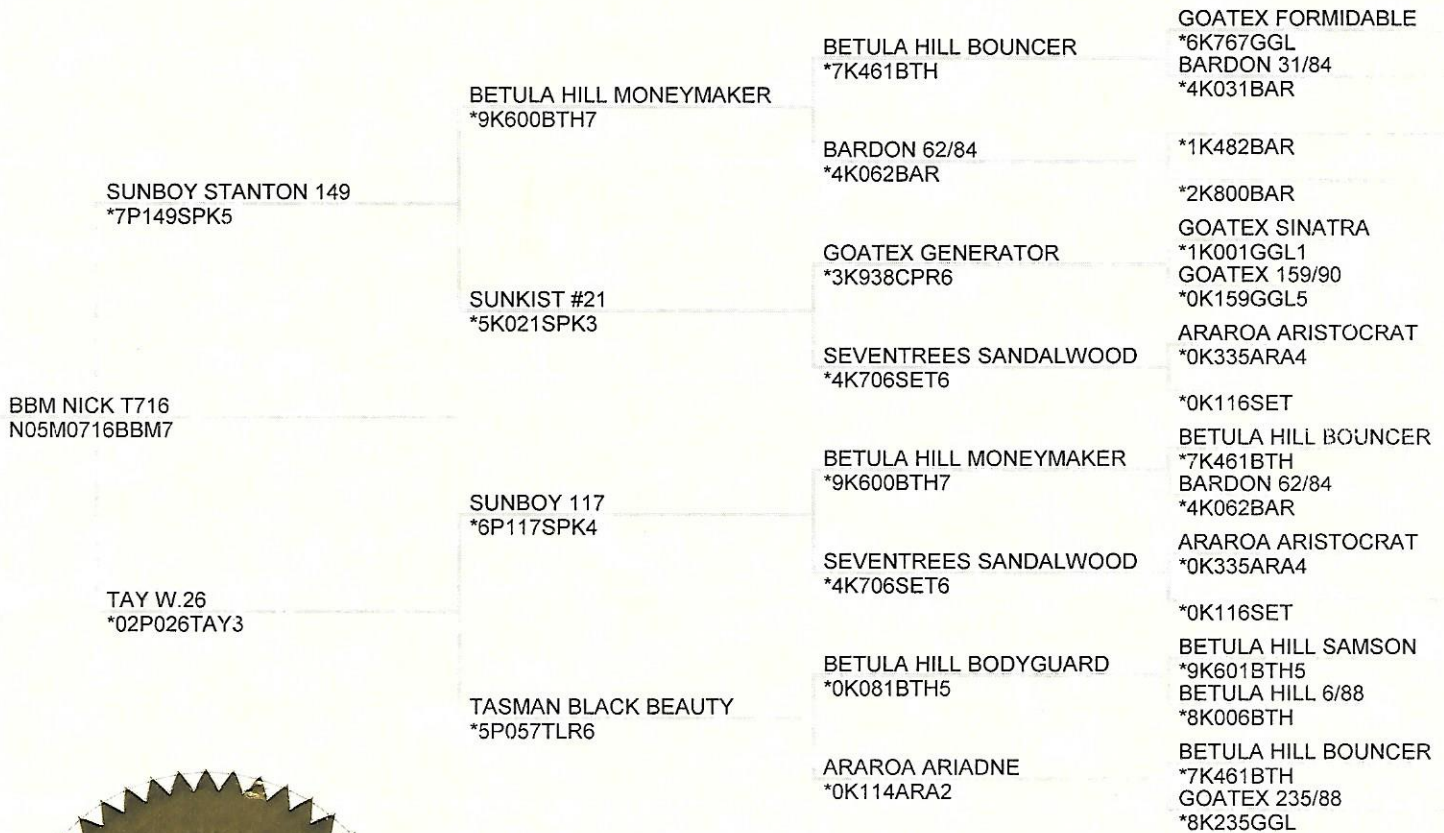 BBM NICK T716
N05M0716BBM7
SUNBOY STANTON 149
*7P149SPK5
TAY W.26
*02P026TAY3
BETULA HILL MONEYMAKER
*9K600BTH7
SUNKIST #21
*5K021SPK3
SUNBOY 117
*6P117SPK4
TASMAN BLACK BEAUTY
*5P057TLR6
BETULA HILL BOUNCER
*7K461BTH
BARDON 62/84
*4K062BAR
GOATEX GENERATOR
*3K938CPR6
SEVENTREES SANDALWOOD
*4K706SET6
BETULA HILL MONEYMAKER
*9K600BTH7
SEVENTREES SANDALWOOD
*4K706SET6
BETULA HILL BODYGUARD
*0K081BTH5
ARAROA ARIADNE
*0K114ARA2
GOATEX FORMIDABLE
*6K767GGL
BARDON 31/84
*4K031BAR
*1K482BAR
*2K800BAR
GOATEX SINATRA
*1K001GGL1
GOATEX 159/90
*0K159GGL5
ARAROA ARISTOCRAT
*0K335ARA4
*0K116SET
BETULA HILL BOUNCER
*7K461BTH
BARDON 62/84
*4K062BAR
ARAROA ARISTOCRAT
*0K335ARA4
*0K116SET
BETULA HILL SAMSON
*9K601BTH5
BETULA HILL 6/88
*8K006BTH
BETULA HILL BOUNCER
*7K461BTH
GOATEX 235/88
*8K235GGL